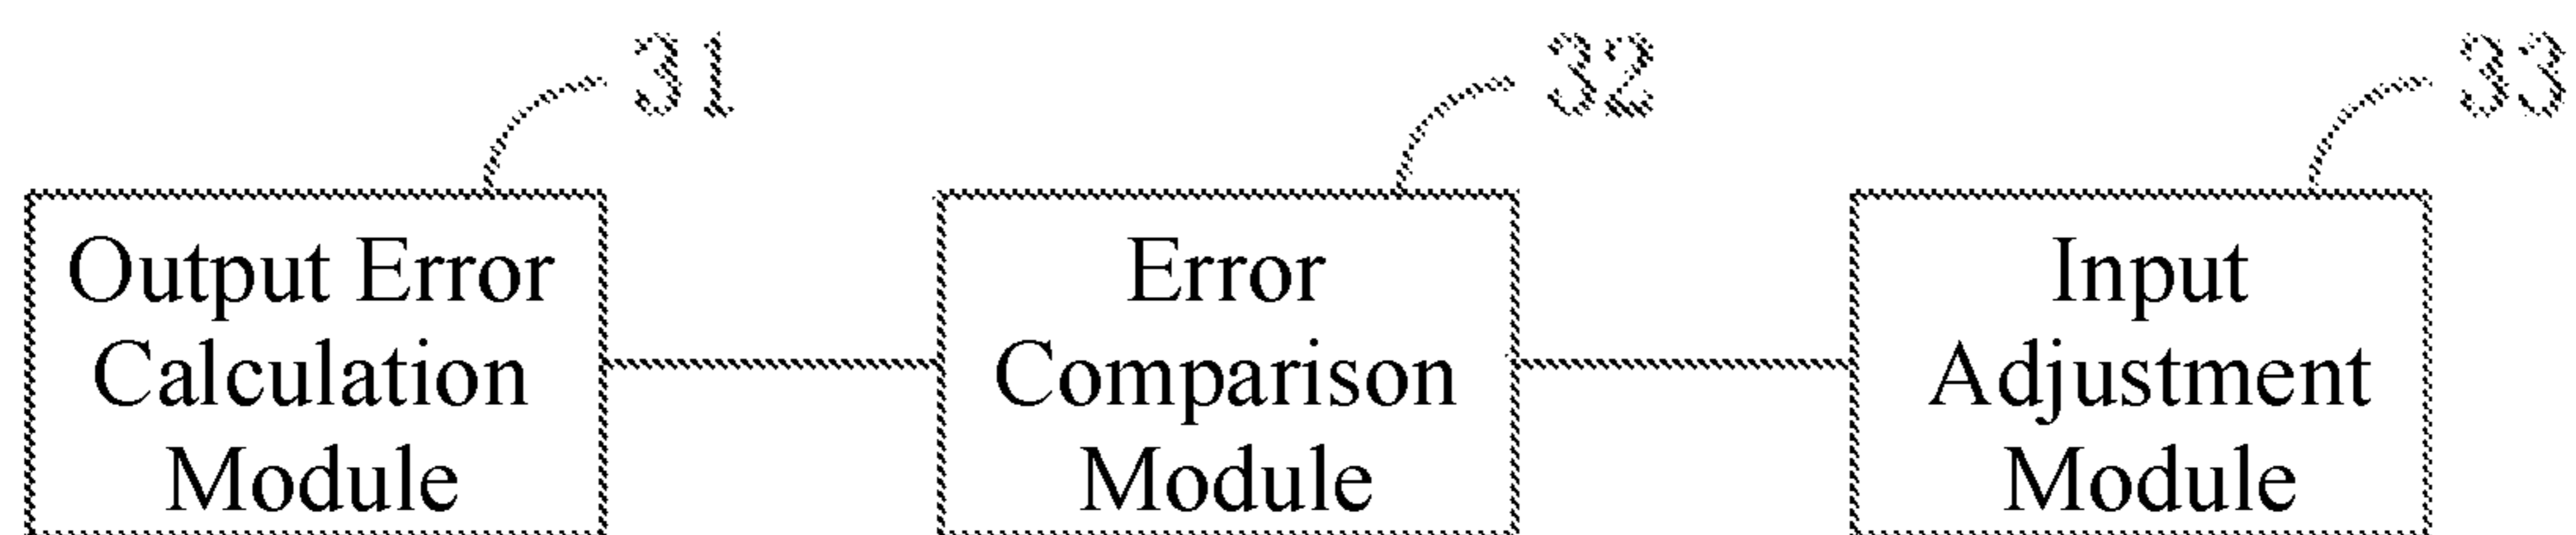 31
32
33
Output Error
Calculation
Module
Error
Comparison
Module
Input
Adjustment
Module